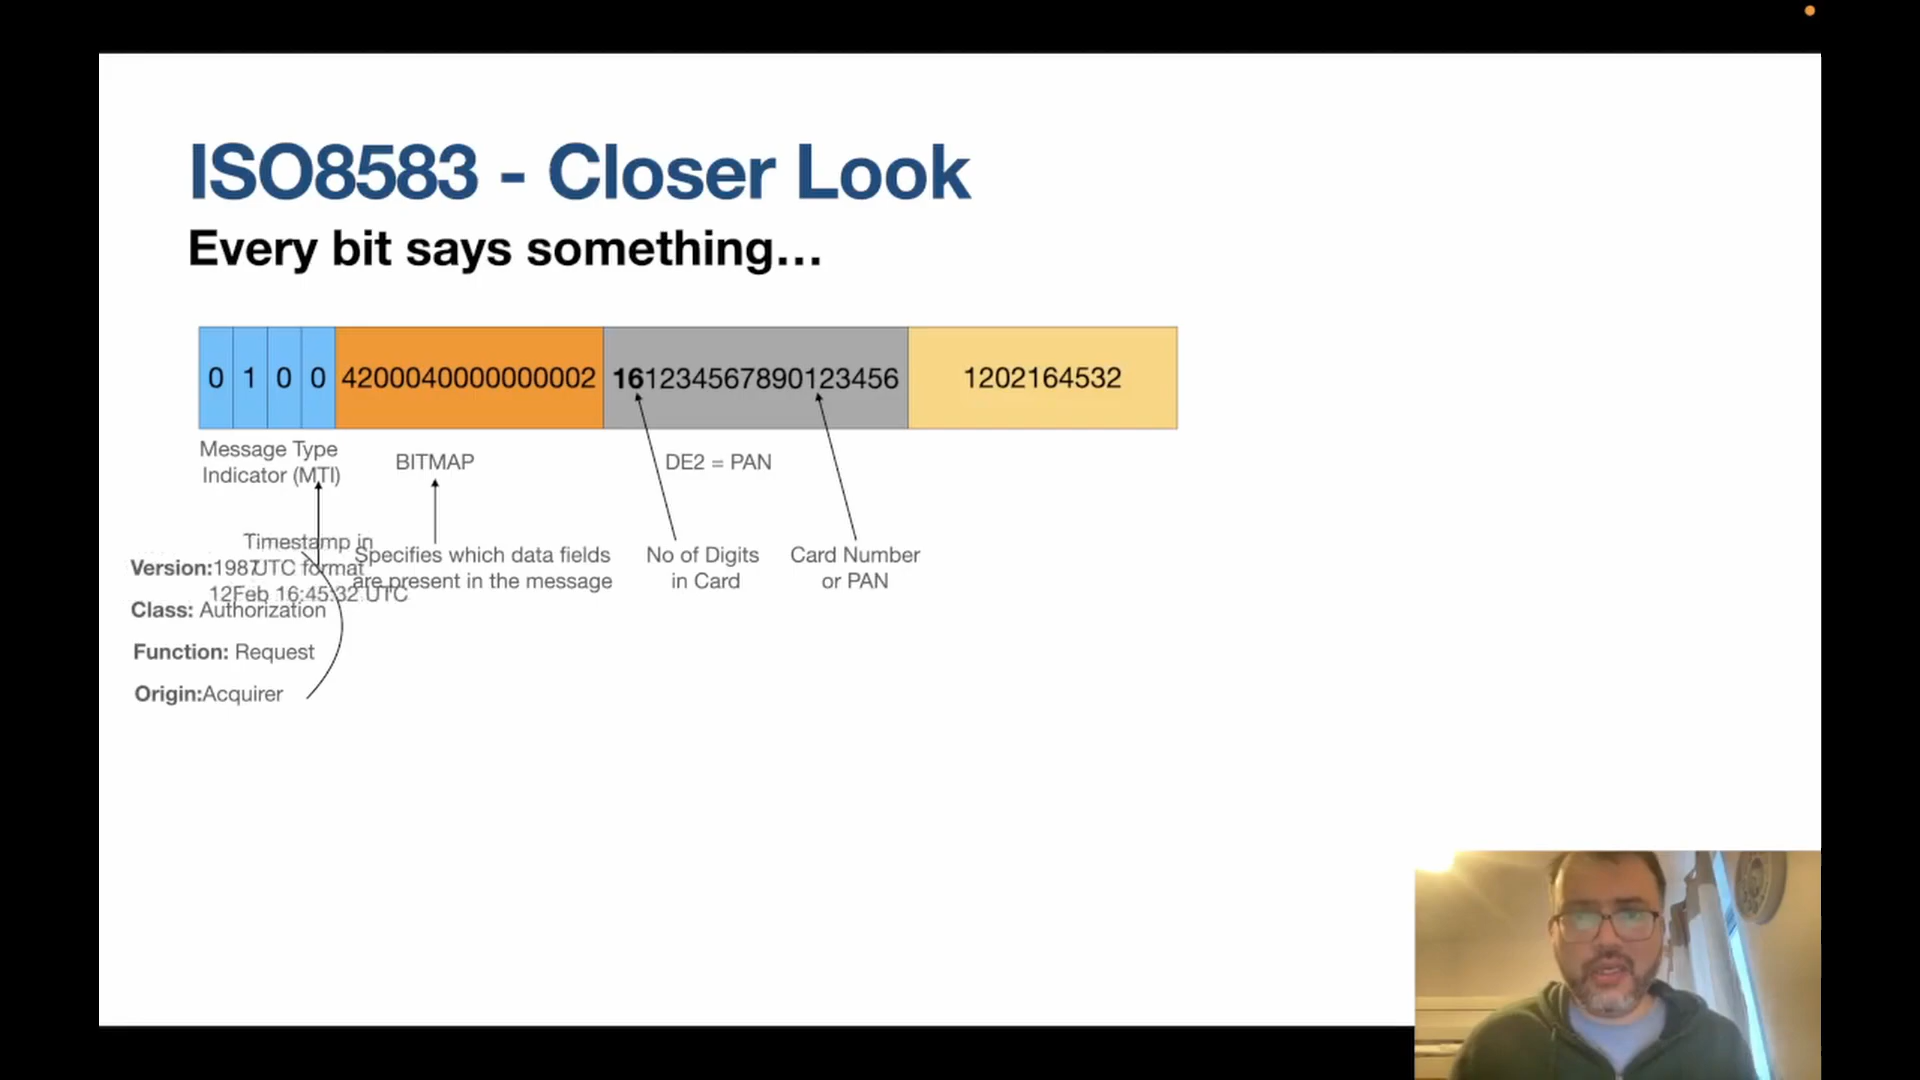 ISO8583 - Closer Look
Every bit says something...
0 1 0 0 4200040000000002 161234567890123456 1202164532
Message Type
Indicator (MTI)
BITMAP
DE2 = PAN
Timestamp in
UTC format
12Feb 16:45:32 UTC
Version:1987
Class: Authorization
Function: Request
Origin:Acquirer
Specifies which data fields
are present in the message
No of Digits
in Card
Card Number
or PAN